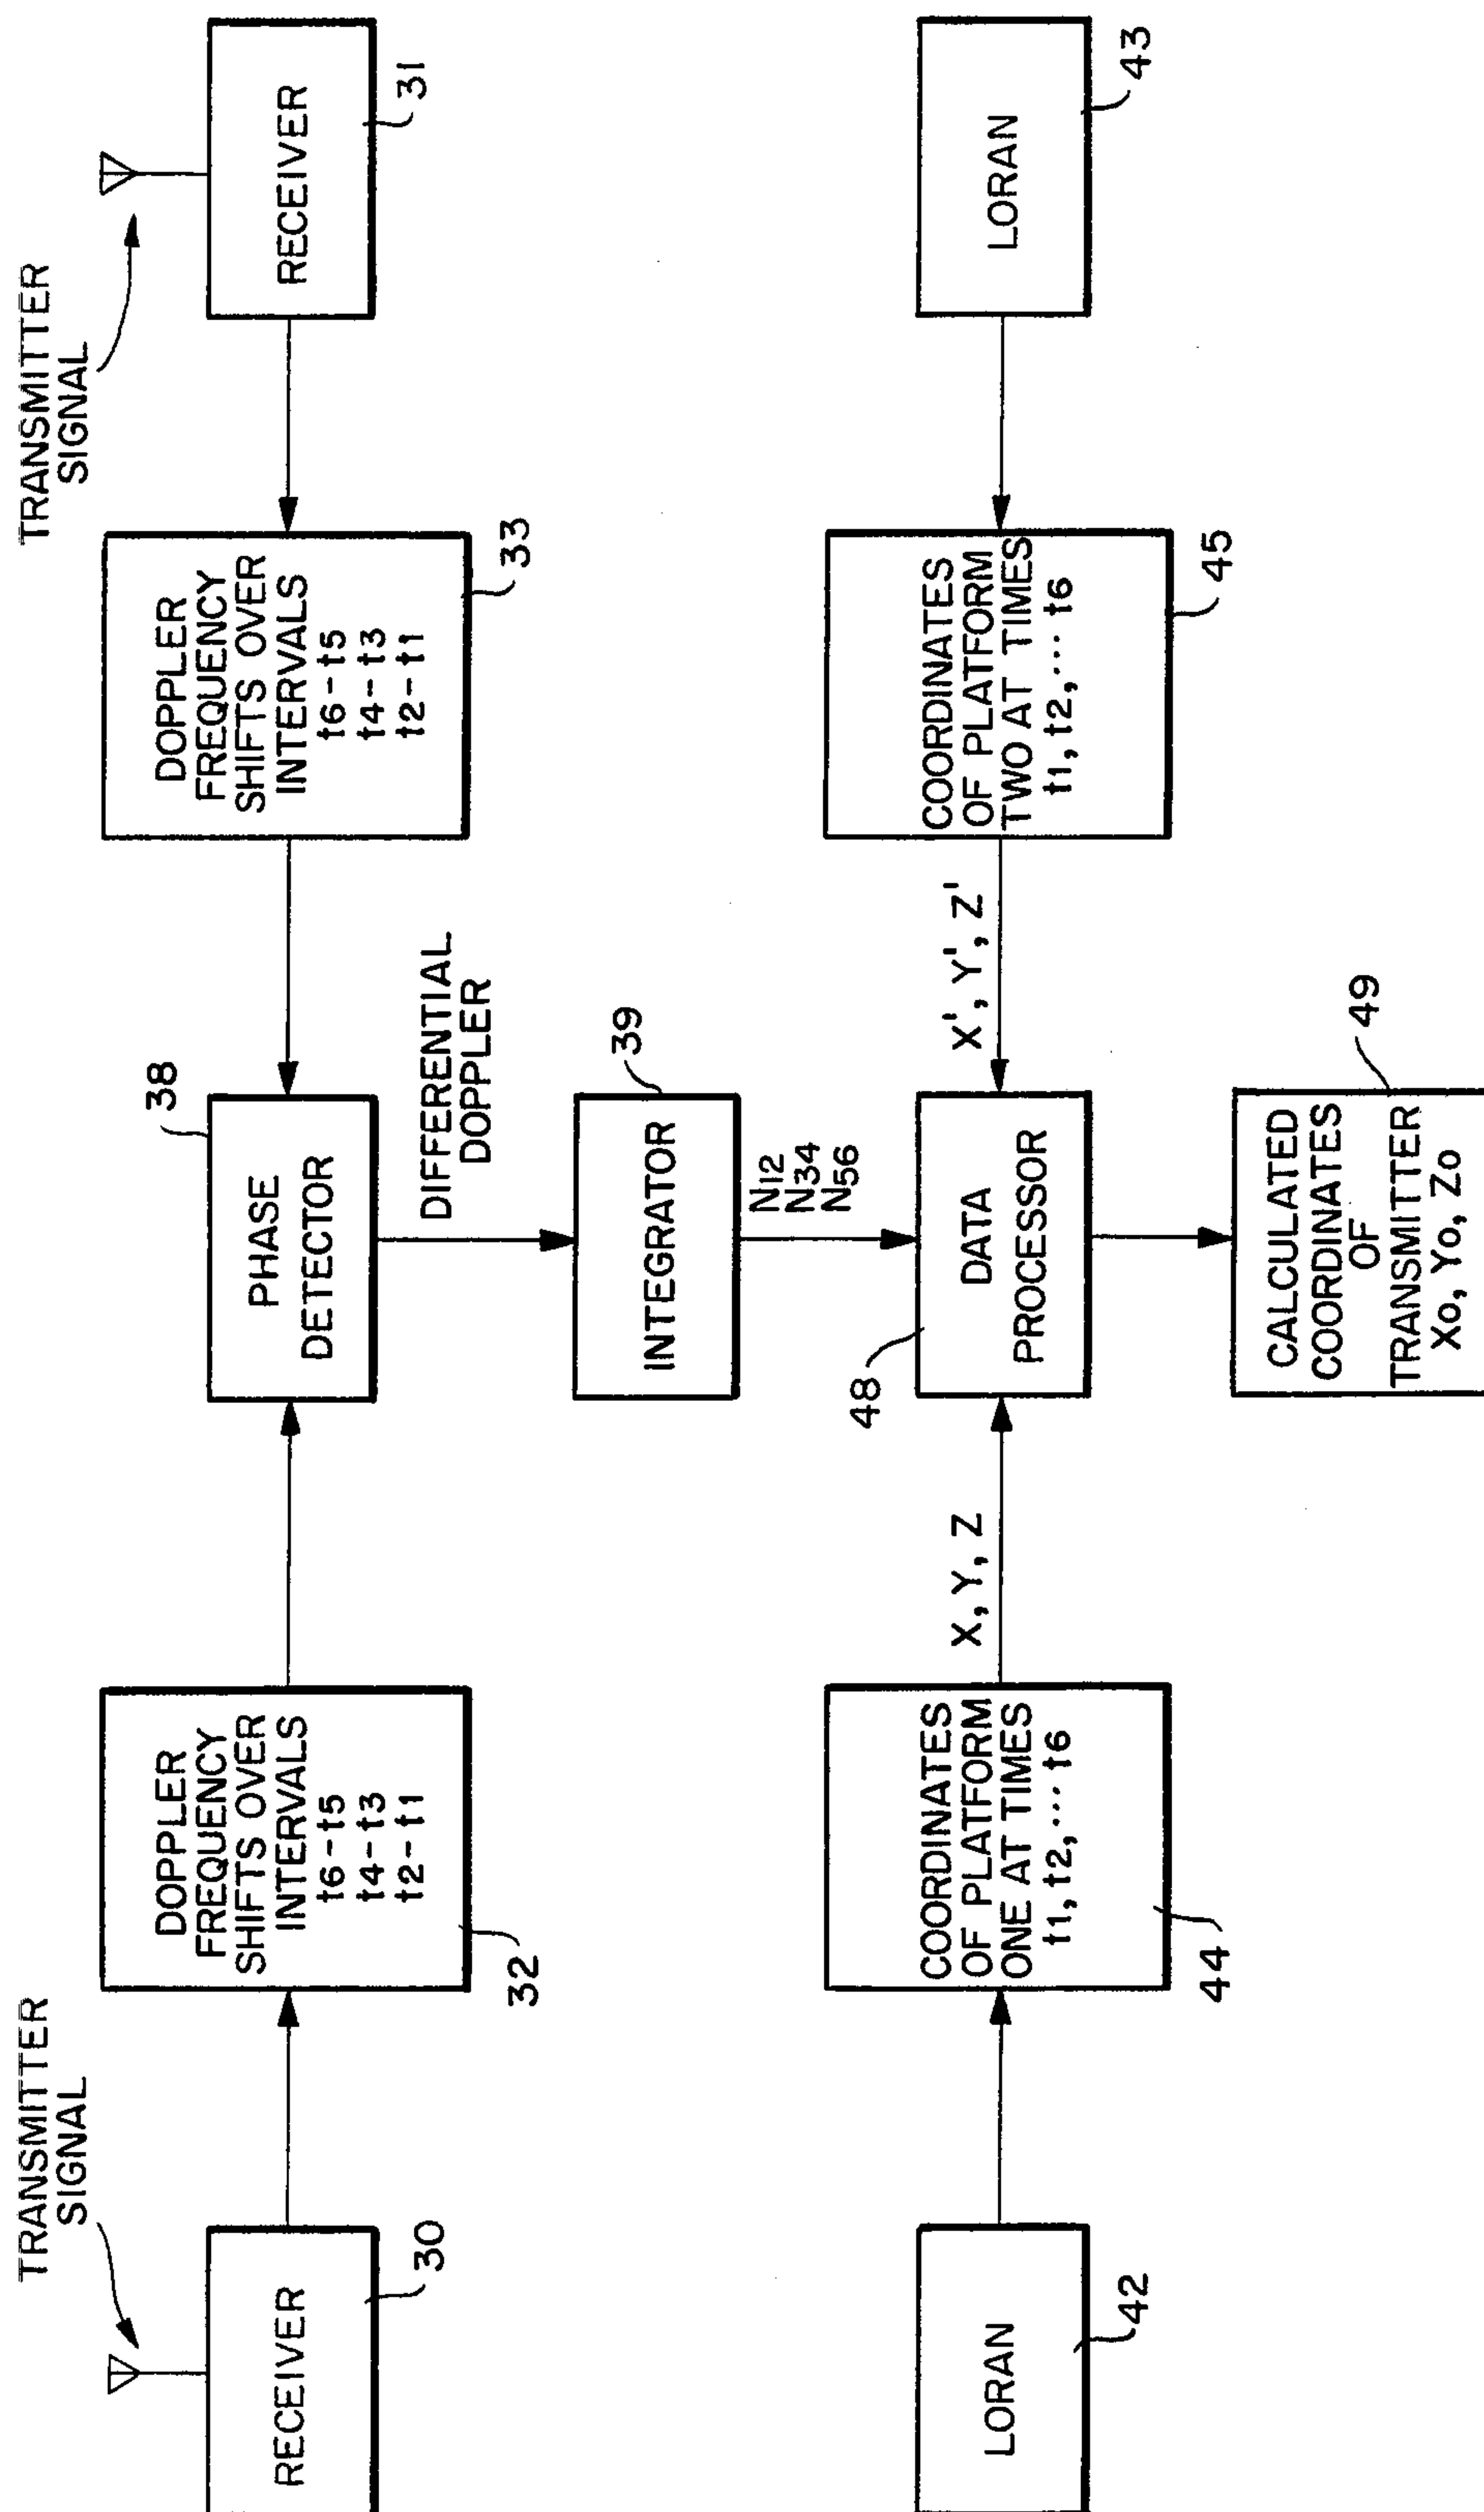 TRANSMITTER
SIGNAL
TRANSMITTER
SIGNAL
RECEIVER
30
DOPPLER
FREQUENCY
SHIFTS OVER
INTERVALS
t6-t5
t4-t3
t2-t1
32
38
PHASE
DETECTOR
DOPPLER
FREQUENCY
SHIFTS OVER
INTERVALS
t6-t5
t4-t3
t2-t1
33
RECEIVER
31
DIFFERENTIAL
DOPPLER
39
INTEGRATOR
N12
N34
N56
LORAN
42
COORDINATES
OF PLATFORM
ONE AT TIMES
t1, t2, ... t6
44
X, Y, Z
48
DATA
PROCESSOR
X', Y', Z'
COORDINATES
OF PLATFORM
TWO AT TIMES
t1, t2, ... t6
45
LORAN
43
49
CALCULATED
COORDINATES
OF
TRANSMITTER
Xo, Yo, Zo